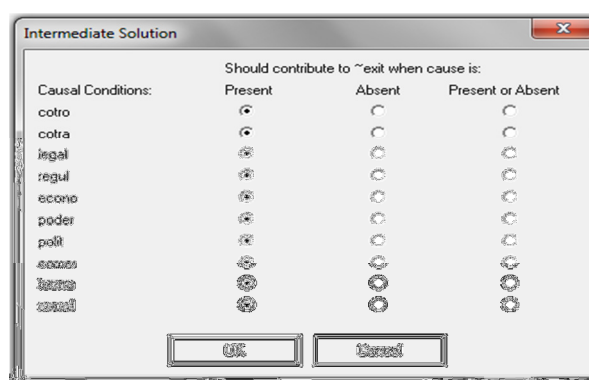 Intermediate Solution
Should contribute to ~exit when cause is:
Causal Conditions: Present Absent Present or Absent
cotro
cotra
legal
regul
econo
poder
polit
OK Cancel